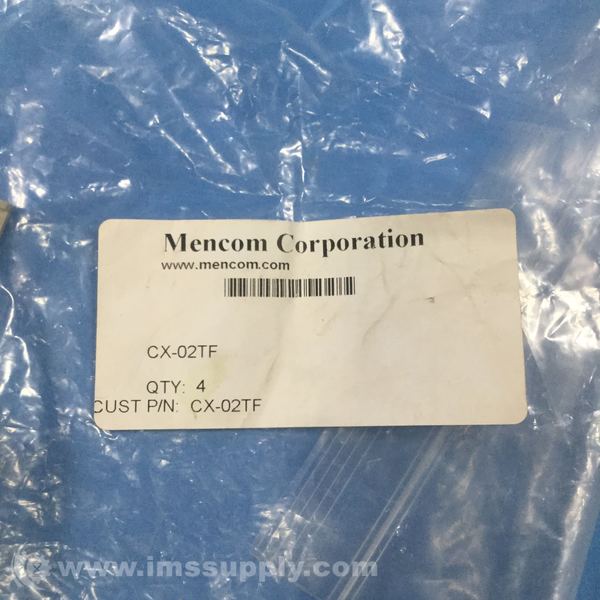 Mencom Corporation
www.mencom.com
CX-02TF
QTY: 4
CUST P/N: CX-02TF
www.imssupply.com